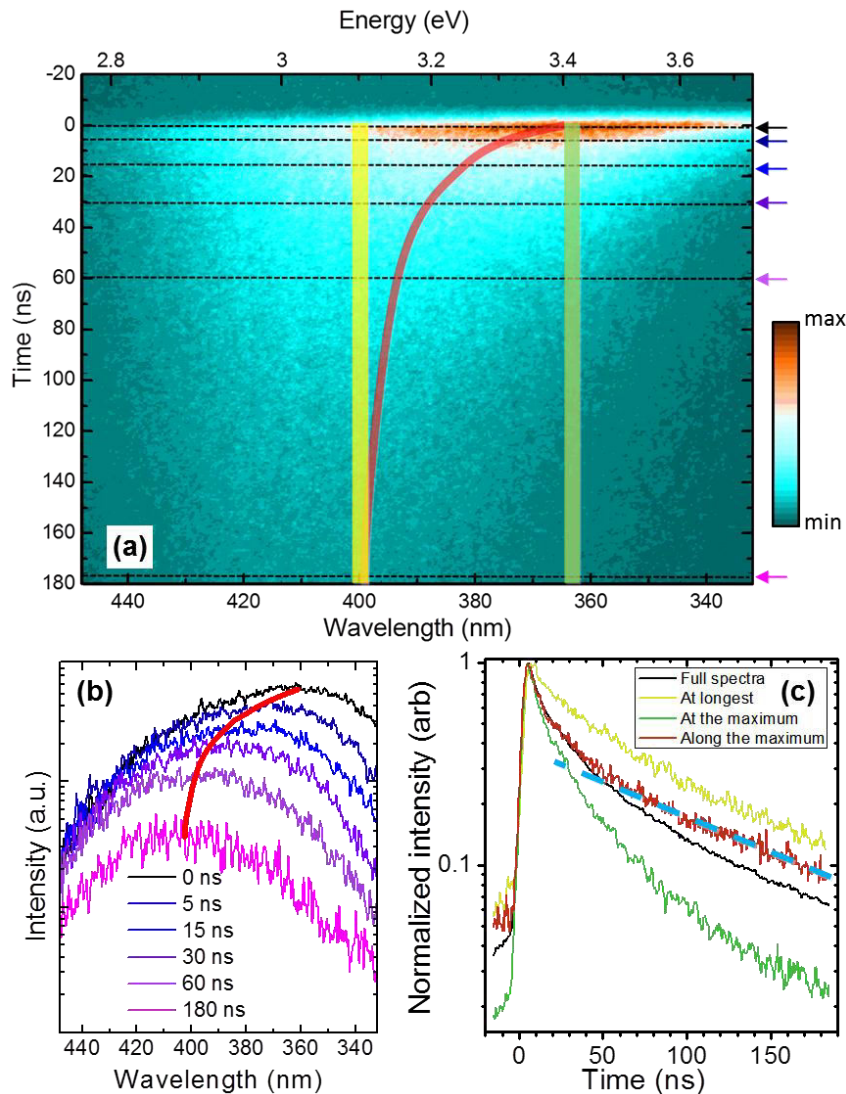 Energy (eV)
2.8 3 3.2 3.4 3.6
-20
0
20
40
60
80
100
120
140
160
180
Time (ns)
(a)
max
min
440 420 400 380 360 340
Wavelength (nm)
(b)
Intensity (a.u.)
0 ns
5 ns
15 ns
30 ns
60 ns
180 ns
440 420 400 380 360 340
Wavelength (nm)
(c)
Normalized intensity (arb)
1
0.1
Full spectra
At longest
At the maximum
Along the maximum
0 50 100 150
Time (ns)